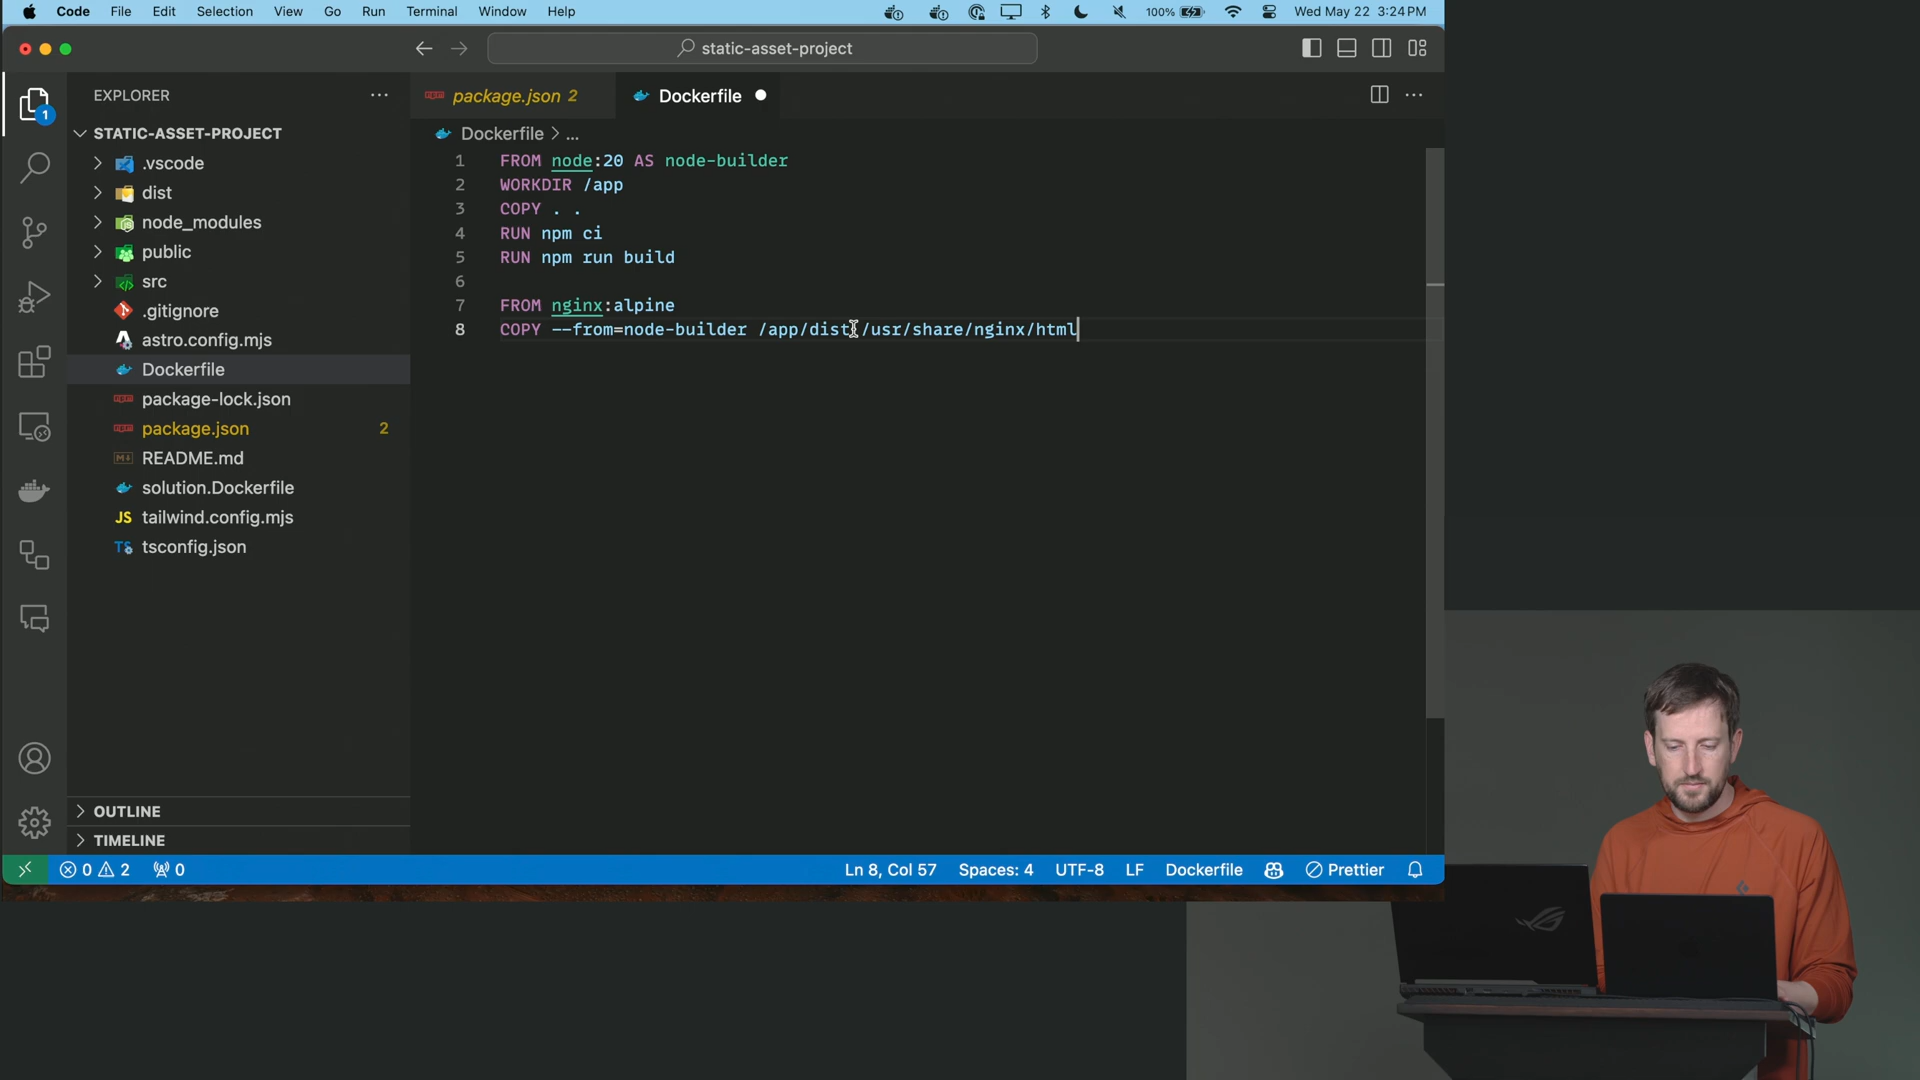 Code File Edit Selection View Go Run Terminal Window Help 100% Wed May 22 3:24 PM
static-asset-project
EXPLORER
1
STATIC-ASSET-PROJECT
.vscode
dist
node_modules
public
src
.gitignore
astro.config.mjs
Dockerfile
package-lock.json
package.json 2
README.md
solution.Dockerfile
JS tailwind.config.mjs
TS tsconfig.json
OUTLINE
TIMELINE
package.json 2 Dockerfile
Dockerfile > ...
1 FROM node:20 AS node-builder
2 WORKDIR /app
3 COPY . .
4 RUN npm ci
5 RUN npm run build
6
7 FROM nginx:alpine
8 COPY --from=node-builder /app/dist /usr/share/nginx/html
0 2 0 Ln 8, Col 57 Spaces: 4 UTF-8 LF Dockerfile Prettier